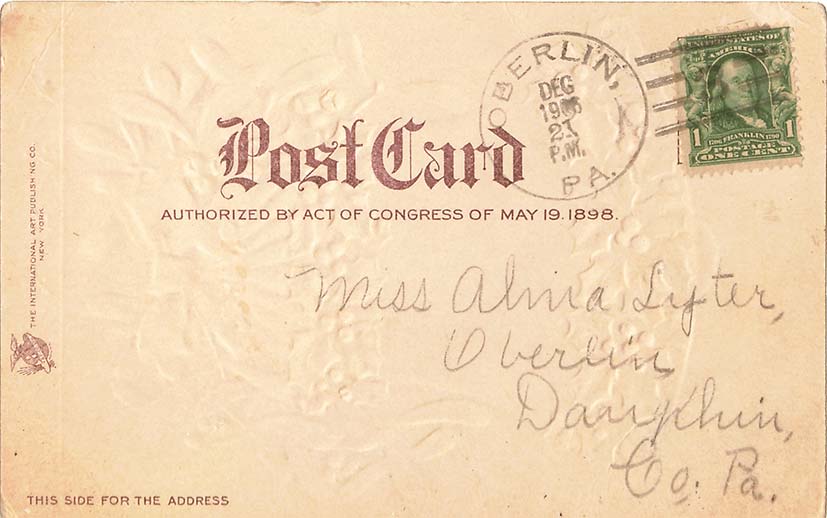 OBERLIN,
DEC
21
P.M.
PA.
UNITED STATES OF
AMERICA
1 FRANKLIN 1790 1
POSTAGE
ONE CENT
Post Card
AUTHORIZED BY ACT OF CONGRESS OF MAY 19.1898.
THE INTERNATIONAL ART PUBLISHING CO.
NEW YORK
Miss Alma Lyter,
Oberlin,
Dauphin,
Co. Pa.
THIS SIDE FOR THE ADDRESS